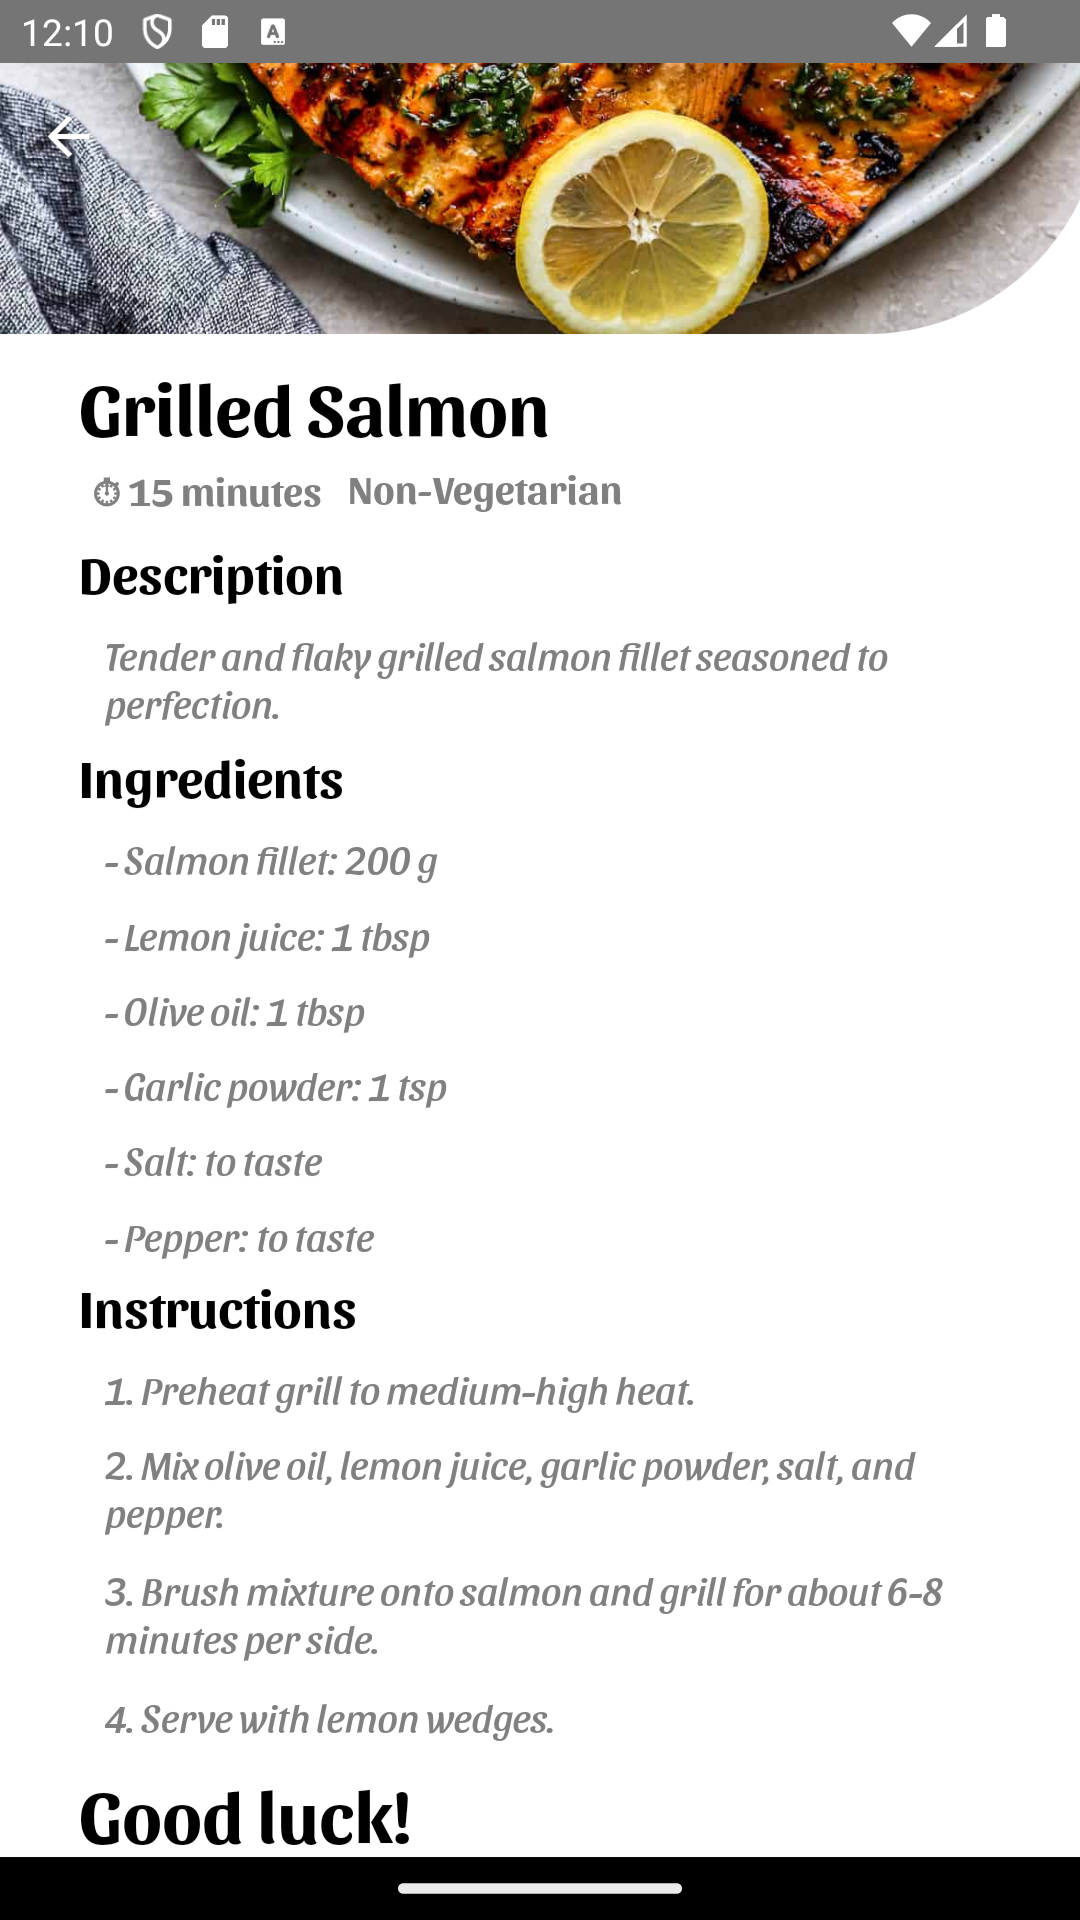 12:10
Grilled Salmon
15 minutes Non-Vegetarian
Description
Tender and flaky grilled salmon fillet seasoned to
perfection.
Ingredients
- Salmon fillet: 200 g
- Lemon juice: 1 tbsp
- Olive oil: 1 tbsp
- Garlic powder: 1 tsp
- Salt: to taste
- Pepper: to taste
Instructions
1. Preheat grill to medium-high heat.
2. Mix olive oil, lemon juice, garlic powder, salt, and
pepper.
3. Brush mixture onto salmon and grill for about 6-8
minutes per side.
4. Serve with lemon wedges.
Good luck!